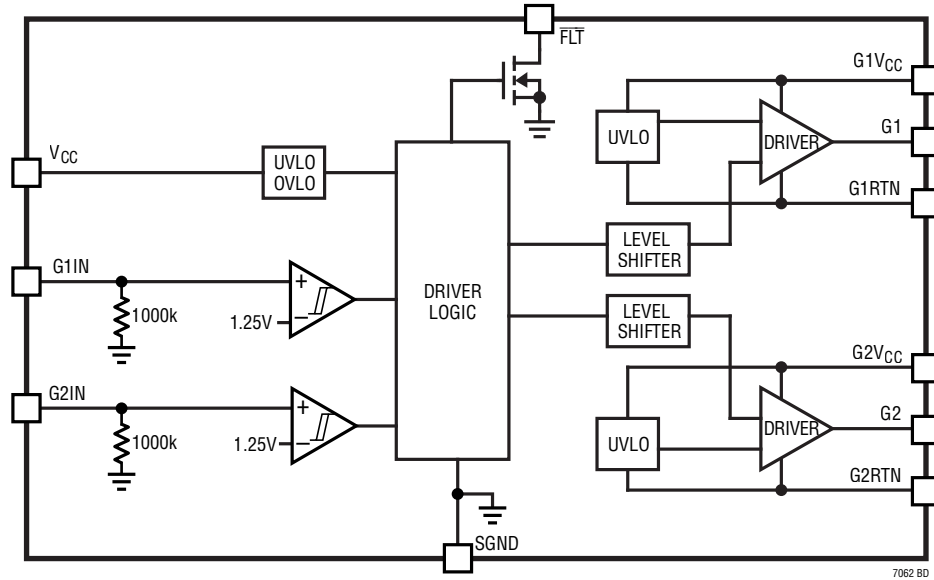 FLT
G1VCC
UVLO
DRIVER
G1
G1RTN
VCC
UVLO
OVLO
LEVEL
SHIFTER
G1IN
+
–
1000k
1.25V
DRIVER
LOGIC
LEVEL
SHIFTER
G2IN
+
–
1000k
1.25V
G2VCC
UVLO
DRIVER
G2
G2RTN
SGND
7062 BD